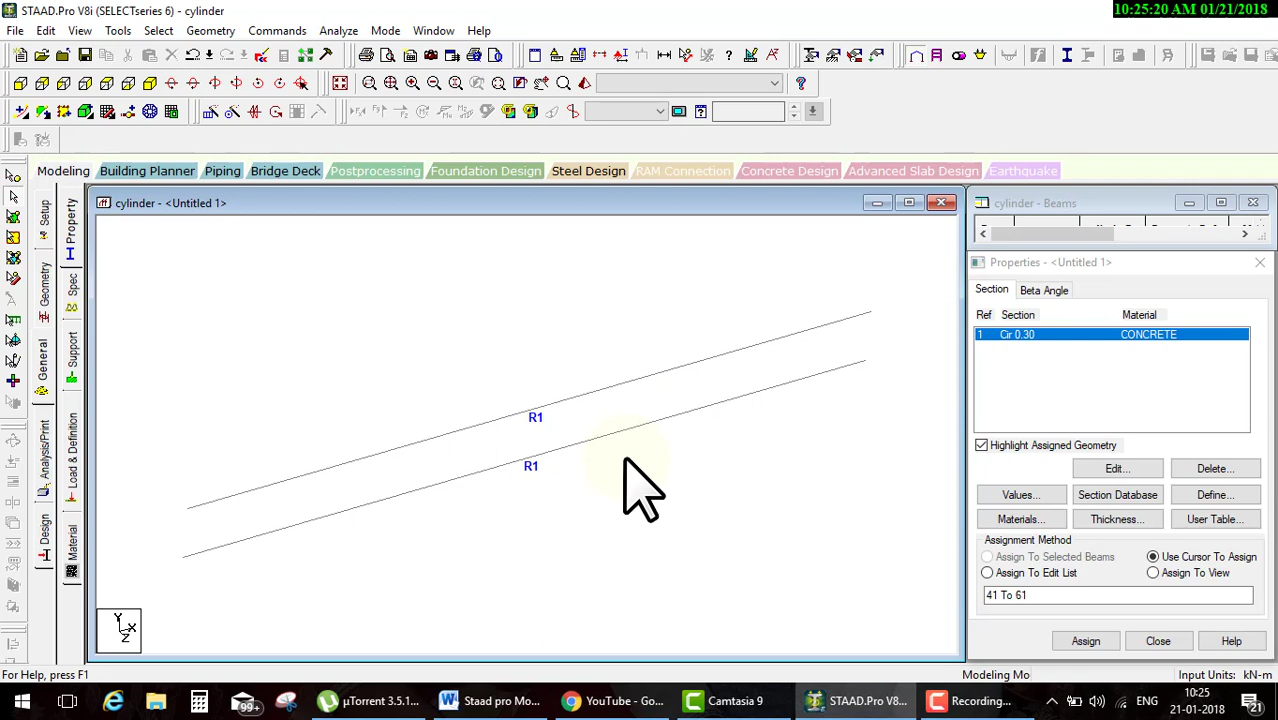 STAAD.Pro V8i (SELECTseries 6) - cylinder
10:25:20 AM 01/21/2018
File Edit View Tools Select Geometry Commands Analyze Mode Window Help
Modeling Building Planner Piping Bridge Deck Postprocessing Foundation Design Steel Design RAM Connection Concrete Design Advanced Slab Design Earthquake
cylinder - <Untitled 1>
cylinder - Beams
Setup
Geometry
General
Analysis/Print
Design
Property
Spec
Support
Load & Definition
Material
R1
R1
Y
X
Z
Properties - <Untitled 1>
Section Beta Angle
Ref Section Material
1 Cir 0.30 CONCRETE
Highlight Assigned Geometry
Edit... Delete...
Values... Section Database Define...
Materials... Thickness... User Table...
Assignment Method
Assign To Selected Beams Use Cursor To Assign
Assign To Edit List Assign To View
41 To 61
Assign Close Help
For Help, press F1
Modeling Mo Input Units: kN-m
99+ µTorrent 3.5.1... Staad pro Mo... YouTube - Go... Camtasia 9 STAAD.Pro V8... Recording... ENG 10:25
21-01-2018 21